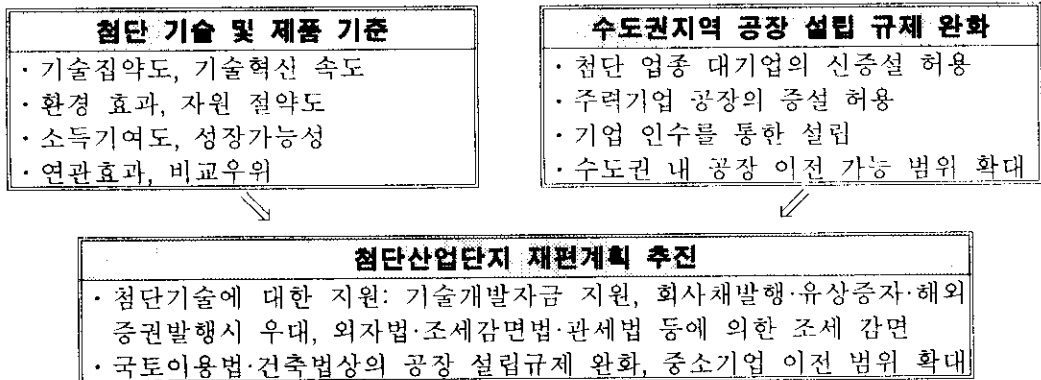 첨단 기술 및 제품 기준
· 기술집약도, 기술혁신 속도
· 환경 효과, 자원 절약도
· 소득기여도, 성장가능성
· 연관효과, 비교우위
수도권지역 공장 설립 규제 완화
· 첨단 업종 대기업의 신증설 허용
· 주력기업 공장의 증설 허용
· 기업 인수를 통한 설립
· 수도권 내 공장 이전 가능 범위 확대
첨단산업단지 재편계획 추진
· 첨단기술에 대한 지원: 기술개발자금 지원, 회사채발행·유상증자·해외
증권발행시 우대, 외자법·조세감면법·관세법 등에 의한 조세 감면
· 국토이용법·건축법상의 공장 설립규제 완화, 중소기업 이전 범위 확대